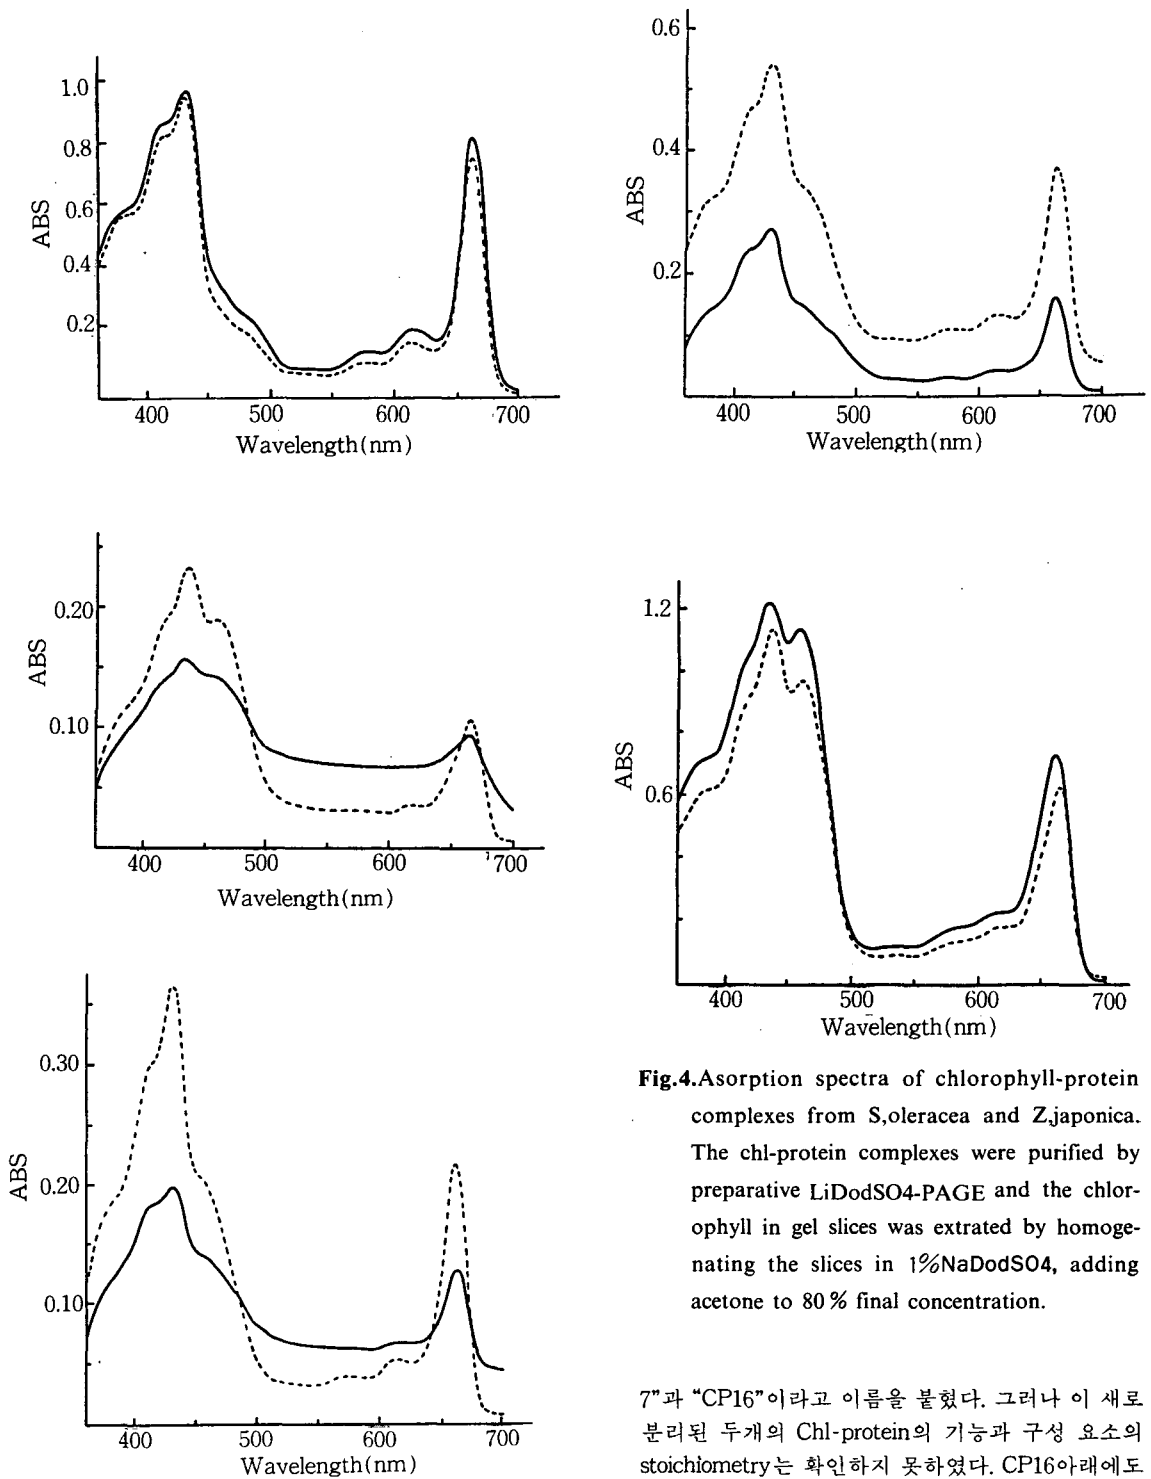 1.0
0.8
0.6
0.4
0.2
ABS
400 500 600 700
Wavelength(nm)
0.6
0.4
0.2
ABS
400 500 600 700
Wavelength(nm)
0.20
0.10
ABS
400 500 600 700
Wavelength(nm)
1.2
0.6
ABS
400 500 600 700
Wavelength(nm)
0.30
0.20
0.10
ABS
400 500 600 700
Wavelength(nm)
Fig.4.Asorption spectra of chlorophyll-protein
complexes from S,oleracea and Z,japonica.
The chl-protein complexes were purified by
preparative LiDodSO4-PAGE and the chlor-
ophyll in gel slices was extrated by homoge-
nating the slices in 1%NaDodSO4, adding
acetone to 80% final concentration.
7”과 “CP16”이라고 이름을 붙혔다. 그러나 이 새로
분리된 두개의 Chl-protein의 기능과 구성 요소의
stoichiometry는 확인하지 못하였다. CP16아래에도